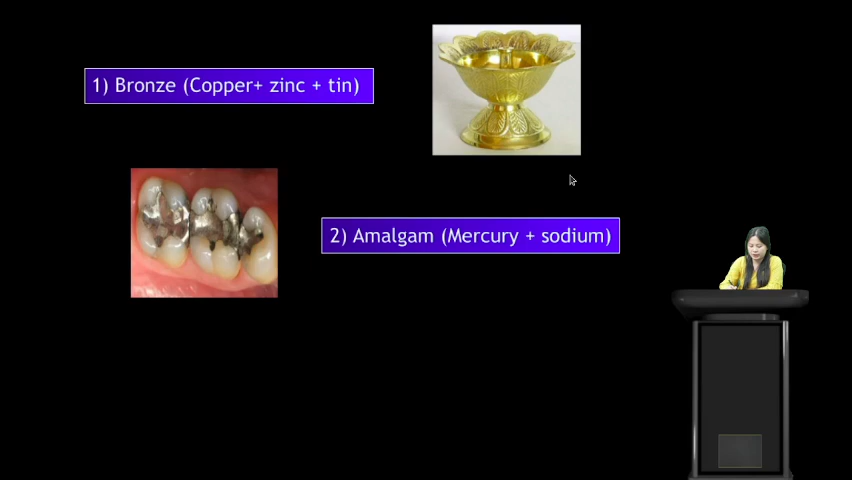 1) Bronze (Copper+ zinc + tin)
2) Amalgam (Mercury + sodium)